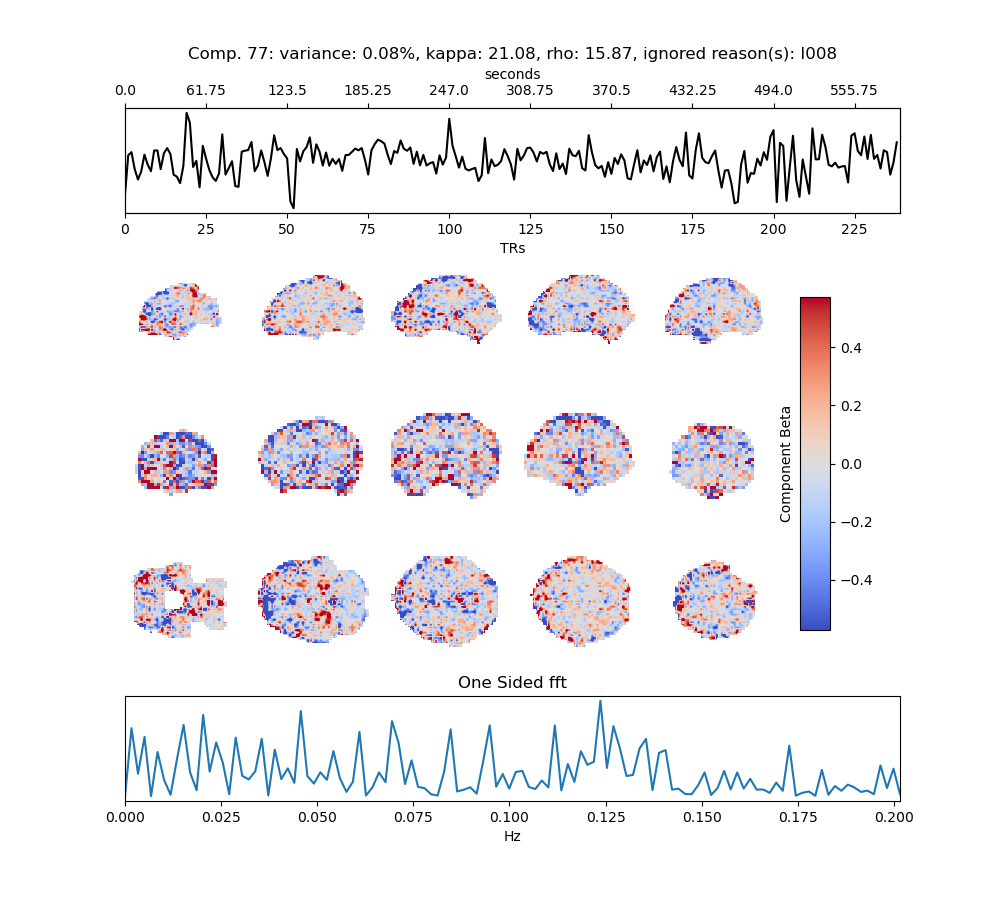 Comp. 77: variance: 0.08%, kappa: 21.08, rho: 15.87, ignored reason(s): I008
seconds
0.0 61.75 123.5 185.25 247.0 308.75 370.5 432.25 494.0 555.75
0 25 50 75 100 125 150 175 200 225
TRs
0.4
0.2
0.0
−0.2
−0.4
Component Beta
One Sided fft
0.000 0.025 0.050 0.075 0.100 0.125 0.150 0.175 0.200
Hz